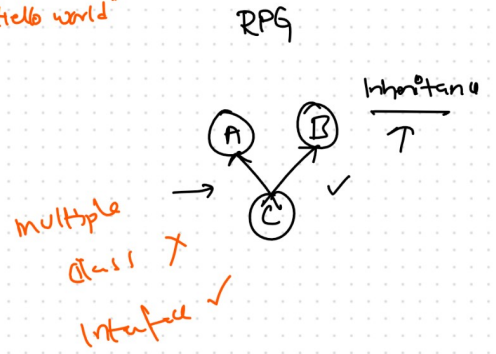 Hello world"
RPG
Inheritance
A
B
C
multiple
class X
Interface ✓